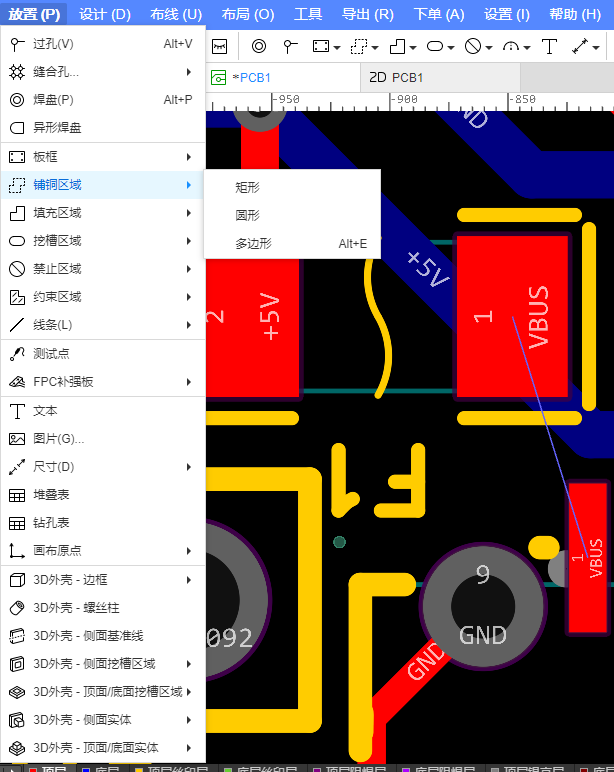 放置 (P) 设计 (D) 布线 (U) 布局 (O) 工具 导出 (R) 下单 (A) 设置 (I) 帮助 (H)
过孔(V) Alt+V
缝合孔...
焊盘(P) Alt+P
异形焊盘
板框
铺铜区域
填充区域
挖槽区域
禁止区域
约束区域
线条(L)
测试点
FPC补强板
文本
图片(G)...
尺寸(D)
堆叠表
钻孔表
画布原点
3D外壳 - 边框
3D外壳 - 螺丝柱
3D外壳 - 侧面基准线
3D外壳 - 侧面挖槽区域
3D外壳 - 顶面/底面挖槽区域
3D外壳 - 侧面实体
3D外壳 - 顶面/底面实体
矩形
圆形
多边形 Alt+E
*PCB1
2D PCB1
-950 -900 -850
ND
+5V
2
+5V
1
VBUS
F1
1
VBUS
9
GND
GND
092
顶层 底层 顶层丝印层 底层丝印层 顶层阻焊层 底层阻焊层 顶层锡膏层